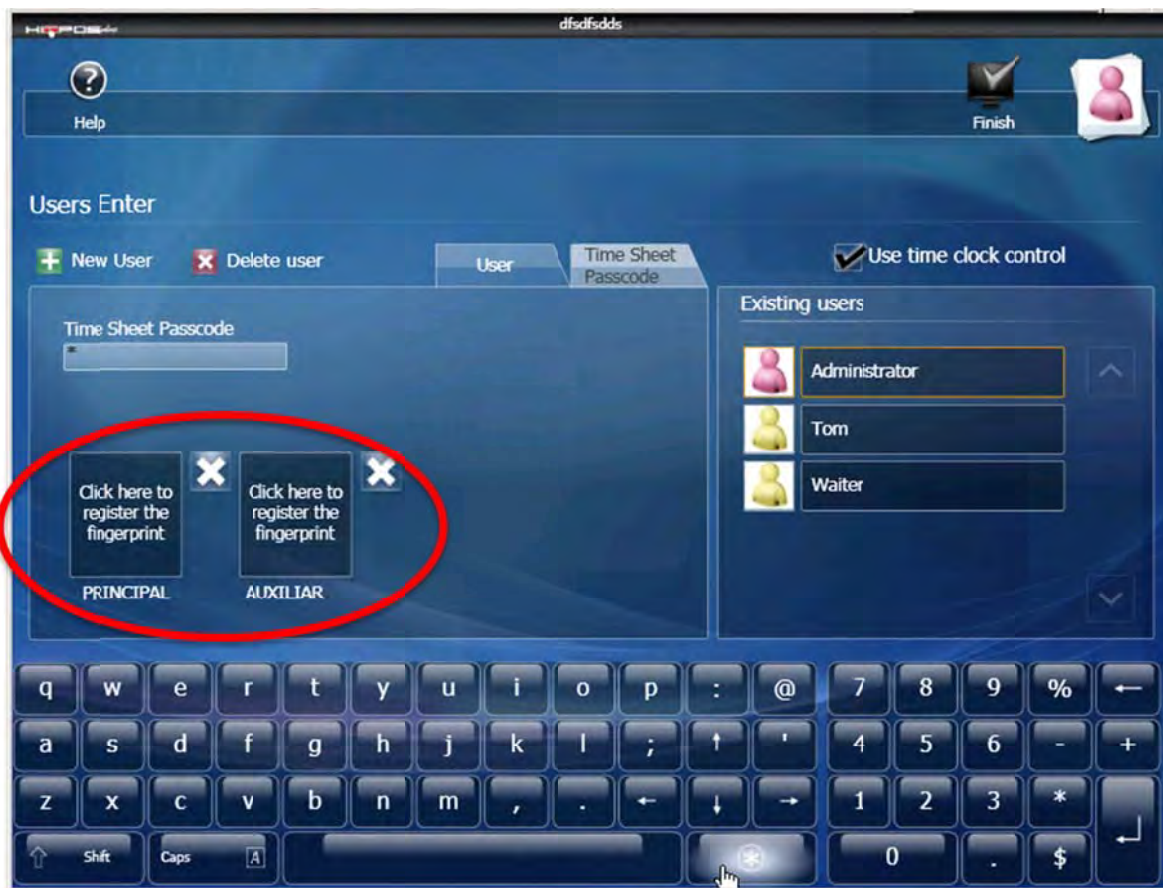 dfsdfsdds
?
Help
Finish
Users Enter
New User
Delete user
User
Time Sheet
Passcode
Use time clock control
Time Sheet Passcode
*
Existing users
Administrator
Tom
Waiter
Click here to
register the
fingerprint
PRINCIPAL
Click here to
register the
fingerprint
AUXILIAR
q w e r t y u i o p : @ 7 8 9 % ←
a s d f g h j k l ; ↑ ' 4 5 6 - +
z x c v b n m , . ← ↓ → 1 2 3 *
Shift Caps A * 0 . $